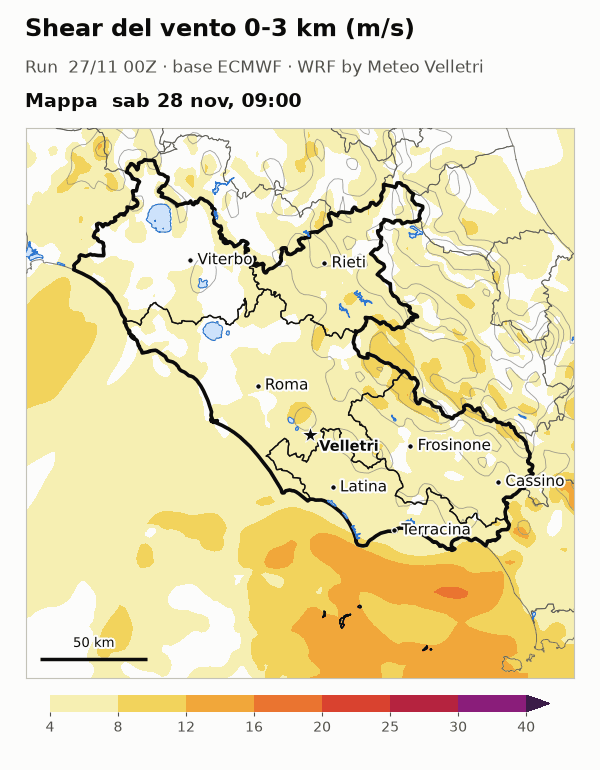 Shear del vento 0-3 km (m/s)
Run  27/11 00Z · base ECMWF · WRF by Meteo Velletri
Mappa  sab 28 nov, 09:00
Viterbo
Rieti
Roma
Velletri
Frosinone
Latina
Cassino
Terracina
50 km
4 8 12 16 20 25 30 40